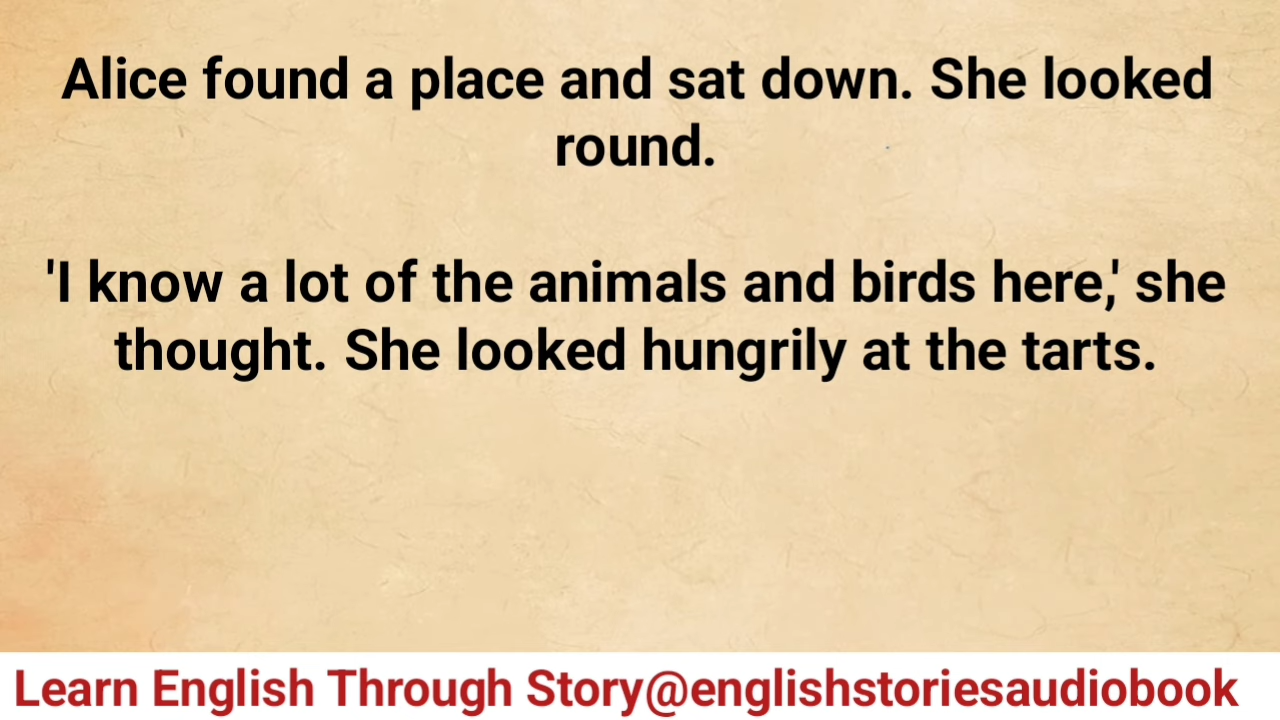 Alice found a place and sat down. She looked
round.
'I know a lot of the animals and birds here,' she
thought. She looked hungrily at the tarts.
Learn English Through Story@englishstoriesaudiobook